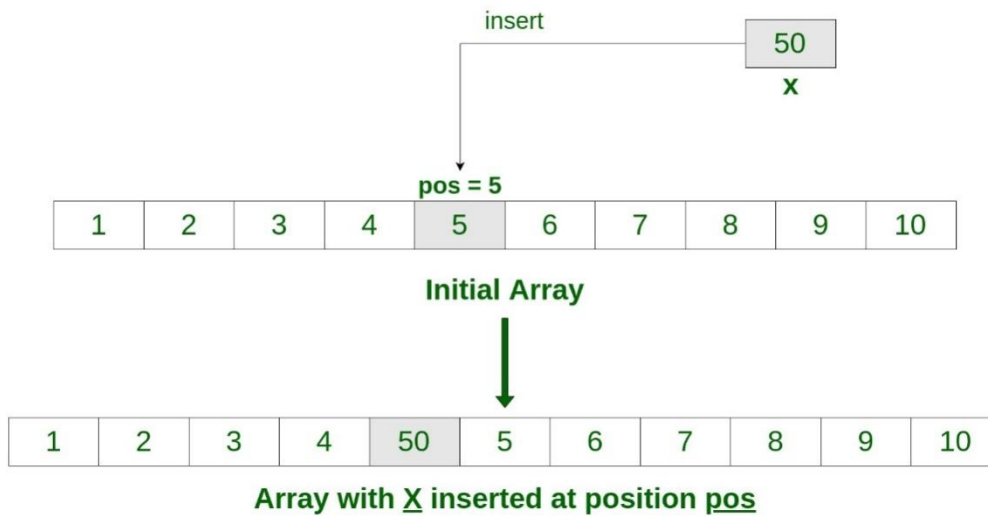 insert
50
x
pos = 5
1 2 3 4 5 6 7 8 9 10
Initial Array
1 2 3 4 50 5 6 7 8 9 10
Array with X inserted at position pos